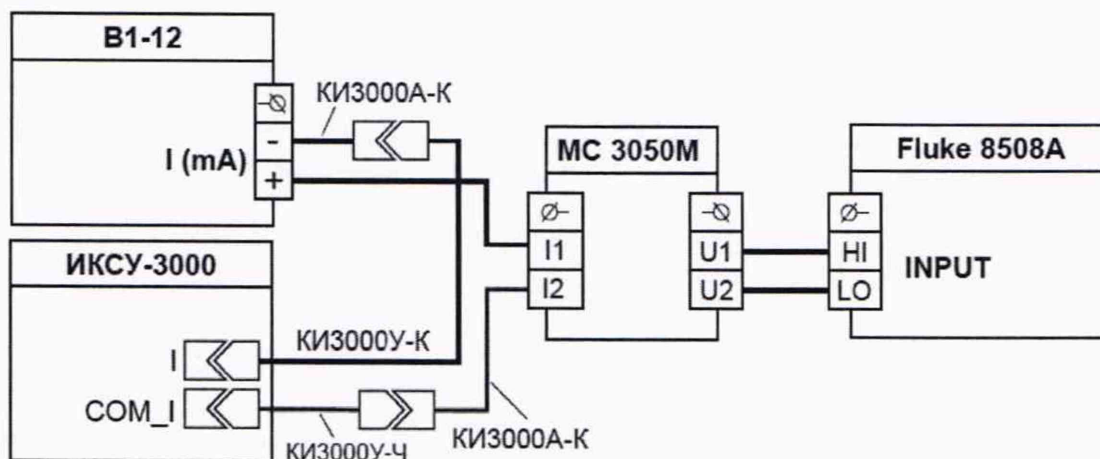 В1-12
КИ3000А-К
-
I (mA)
+
МС 3050М
Fluke 8508A
I1
I2
U1
U2
HI
LO
INPUT
ИКСУ-3000
КИ3000У-К
I
COM_I
КИ3000У-Ч
КИ3000А-К